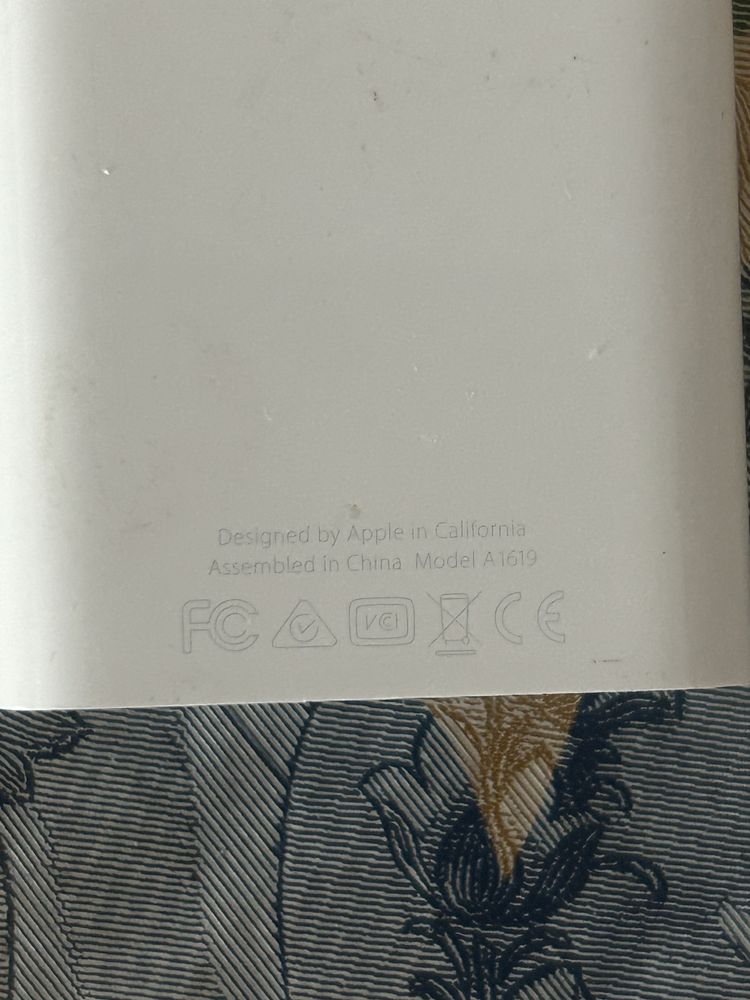 Designed by Apple in California
Assembled in China Model A1619
FC VCI CE